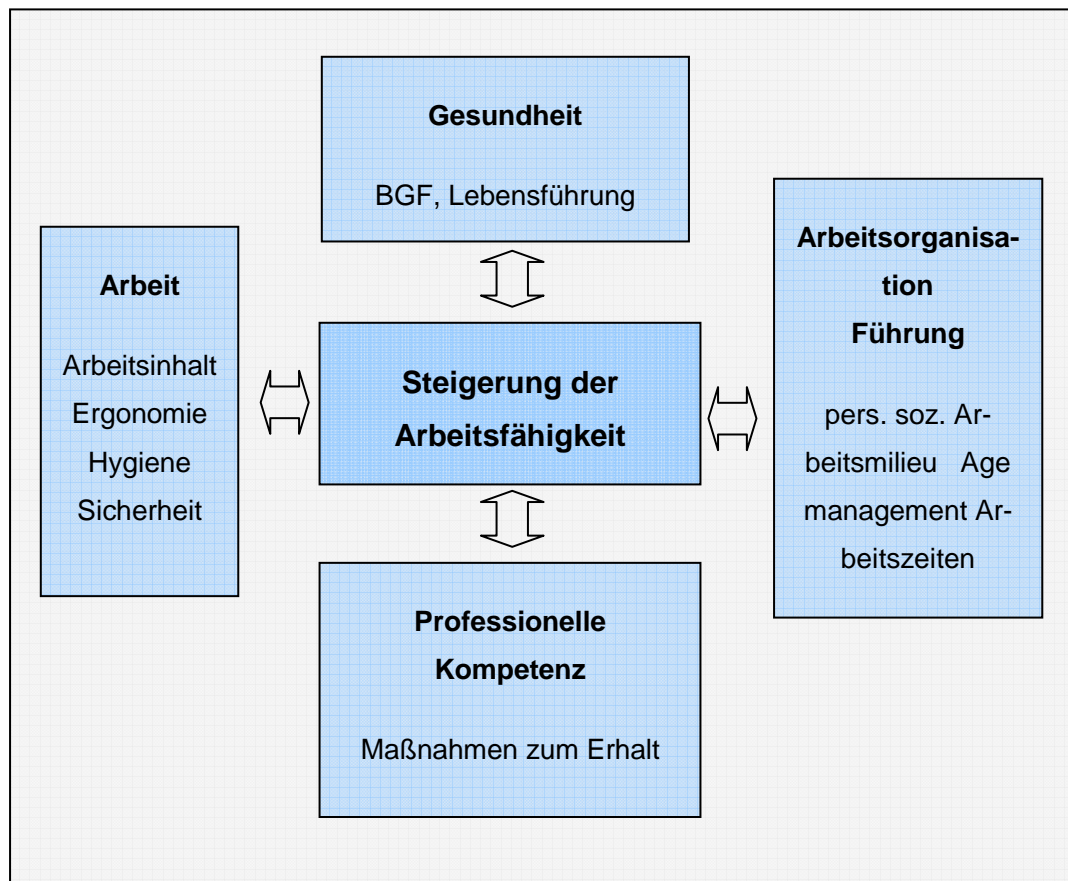 Gesundheit
BGF, Lebensführung
Arbeit
Arbeitsinhalt
Ergonomie
Hygiene
Sicherheit
Steigerung der
Arbeitsfähigkeit
Arbeitsorganisa-
tion
Führung
pers. soz. Ar-
beitsmilieu Age
management Ar-
beitszeiten
Professionelle
Kompetenz
Maßnahmen zum Erhalt